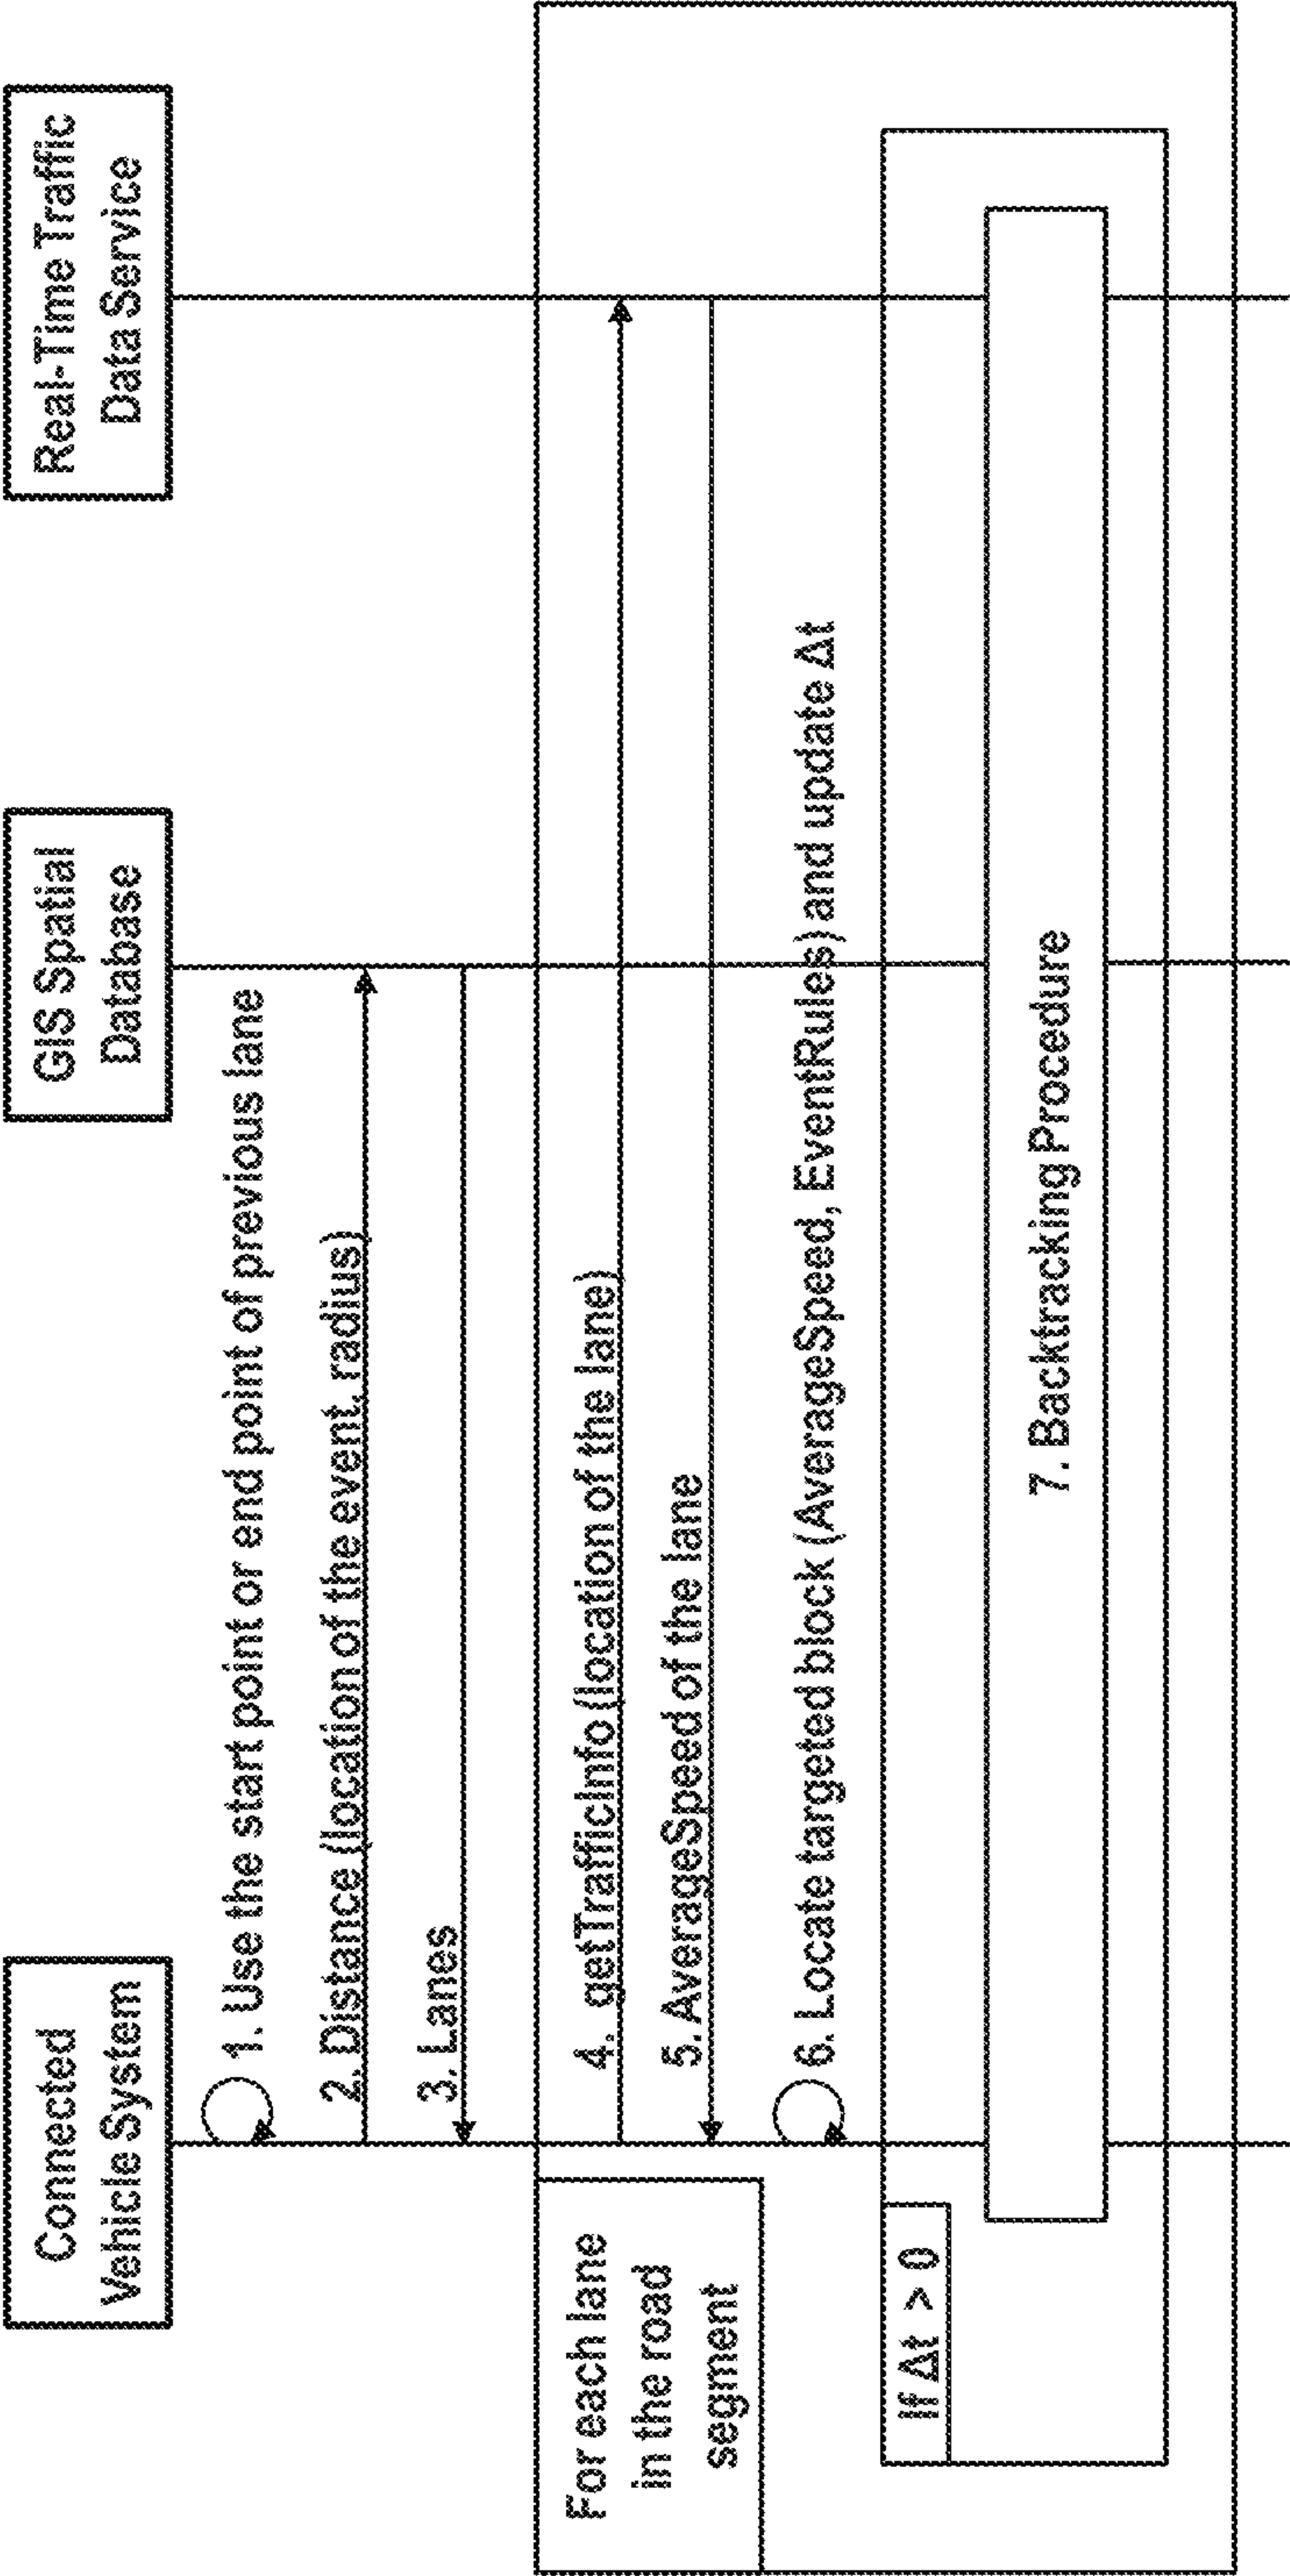 Connected
Vehicle System
GIS Spatial
Database
Real-Time Traffic
Data Service
1. Use the start point or end point of previous lane
2. Distance (location of the event, radius)
3. Lanes
For each lane
in the road
segment
4. getTrafficInfo (location of the lane)
5. AverageSpeed of the lane
6. Locate targeted block (AverageSpeed, EventRules) and update Δt
If Δt > 0
7. Backtracking Procedure